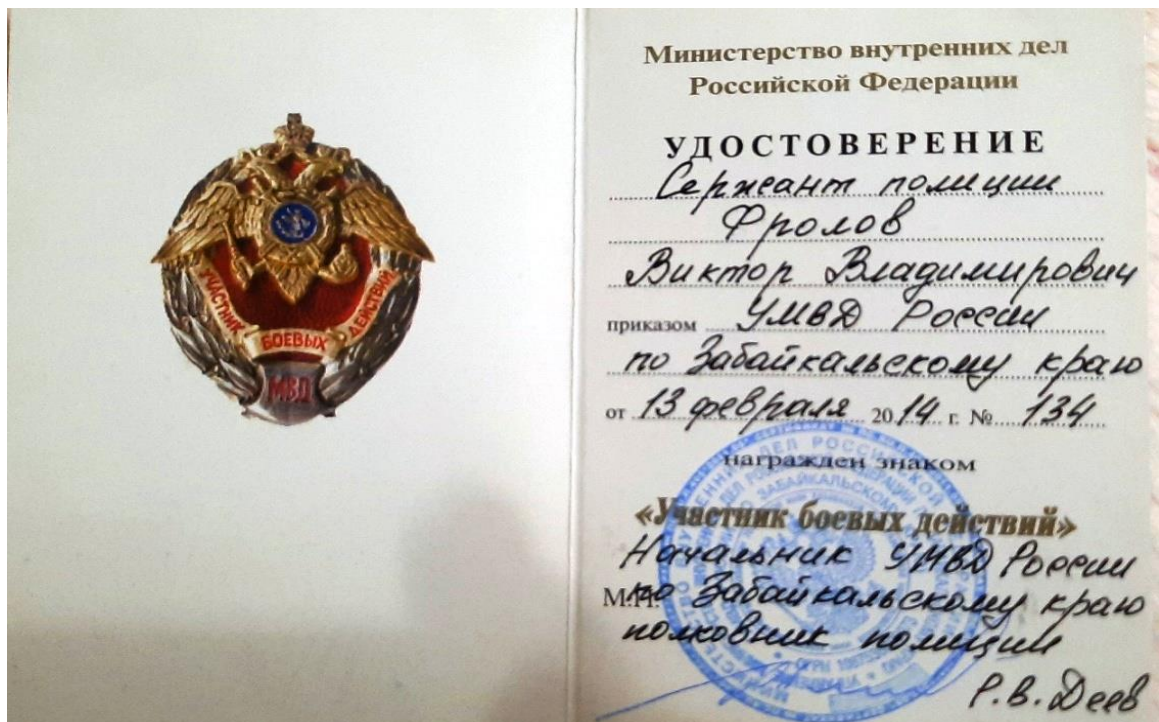 УЧАСТНИК
БОЕВЫХ
ДЕЙСТВИЙ
МВД
Министерство внутренних дел
Российской Федерации
УДОСТОВЕРЕНИЕ
Сержант полиции
Фролов
Виктор Владимирович
приказом УМВД России
по Забайкальскому краю
от 13 февраля 2014 г. № 134
награжден знаком
«Участник боевых действий»
Начальник УМВД России
М.П. по Забайкальскому краю
полковник полиции
Р.В. Деев